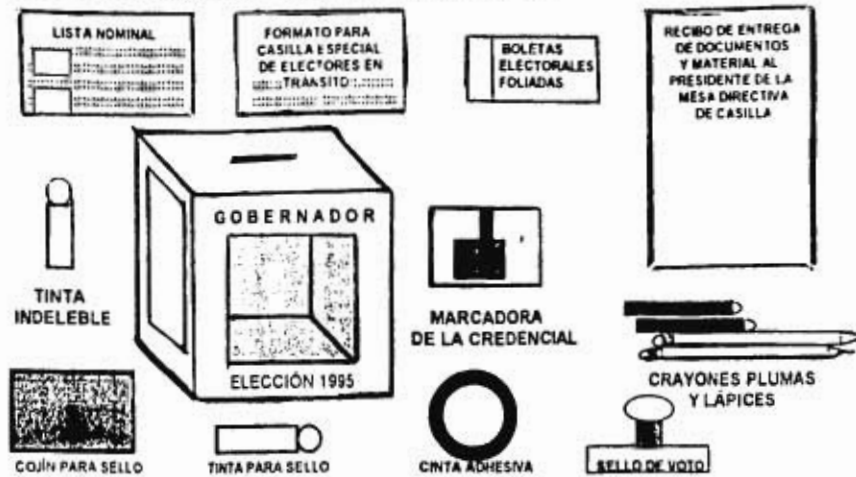 LISTA NOMINAL
FORMATO PARA
CASILLA ESPECIAL
DE ELECTORES EN
TRANSITO
BOLETAS
ELECTORALES
FOLIADAS
RECIBO DE ENTREGA
DE DOCUMENTOS
Y MATERIAL AL
PRESIDENTE DE LA
MESA DIRECTIVA
DE CASILLA
GOBERNADOR
ELECCIÓN 1995
TINTA
INDELEBLE
MARCADORA
DE LA CREDENCIAL
CRAYONES PLUMAS
Y LÁPICES
COJÍN PARA SELLO
TINTA PARA SELLO
CINTA ADHESIVA
SELLO DE VOTO